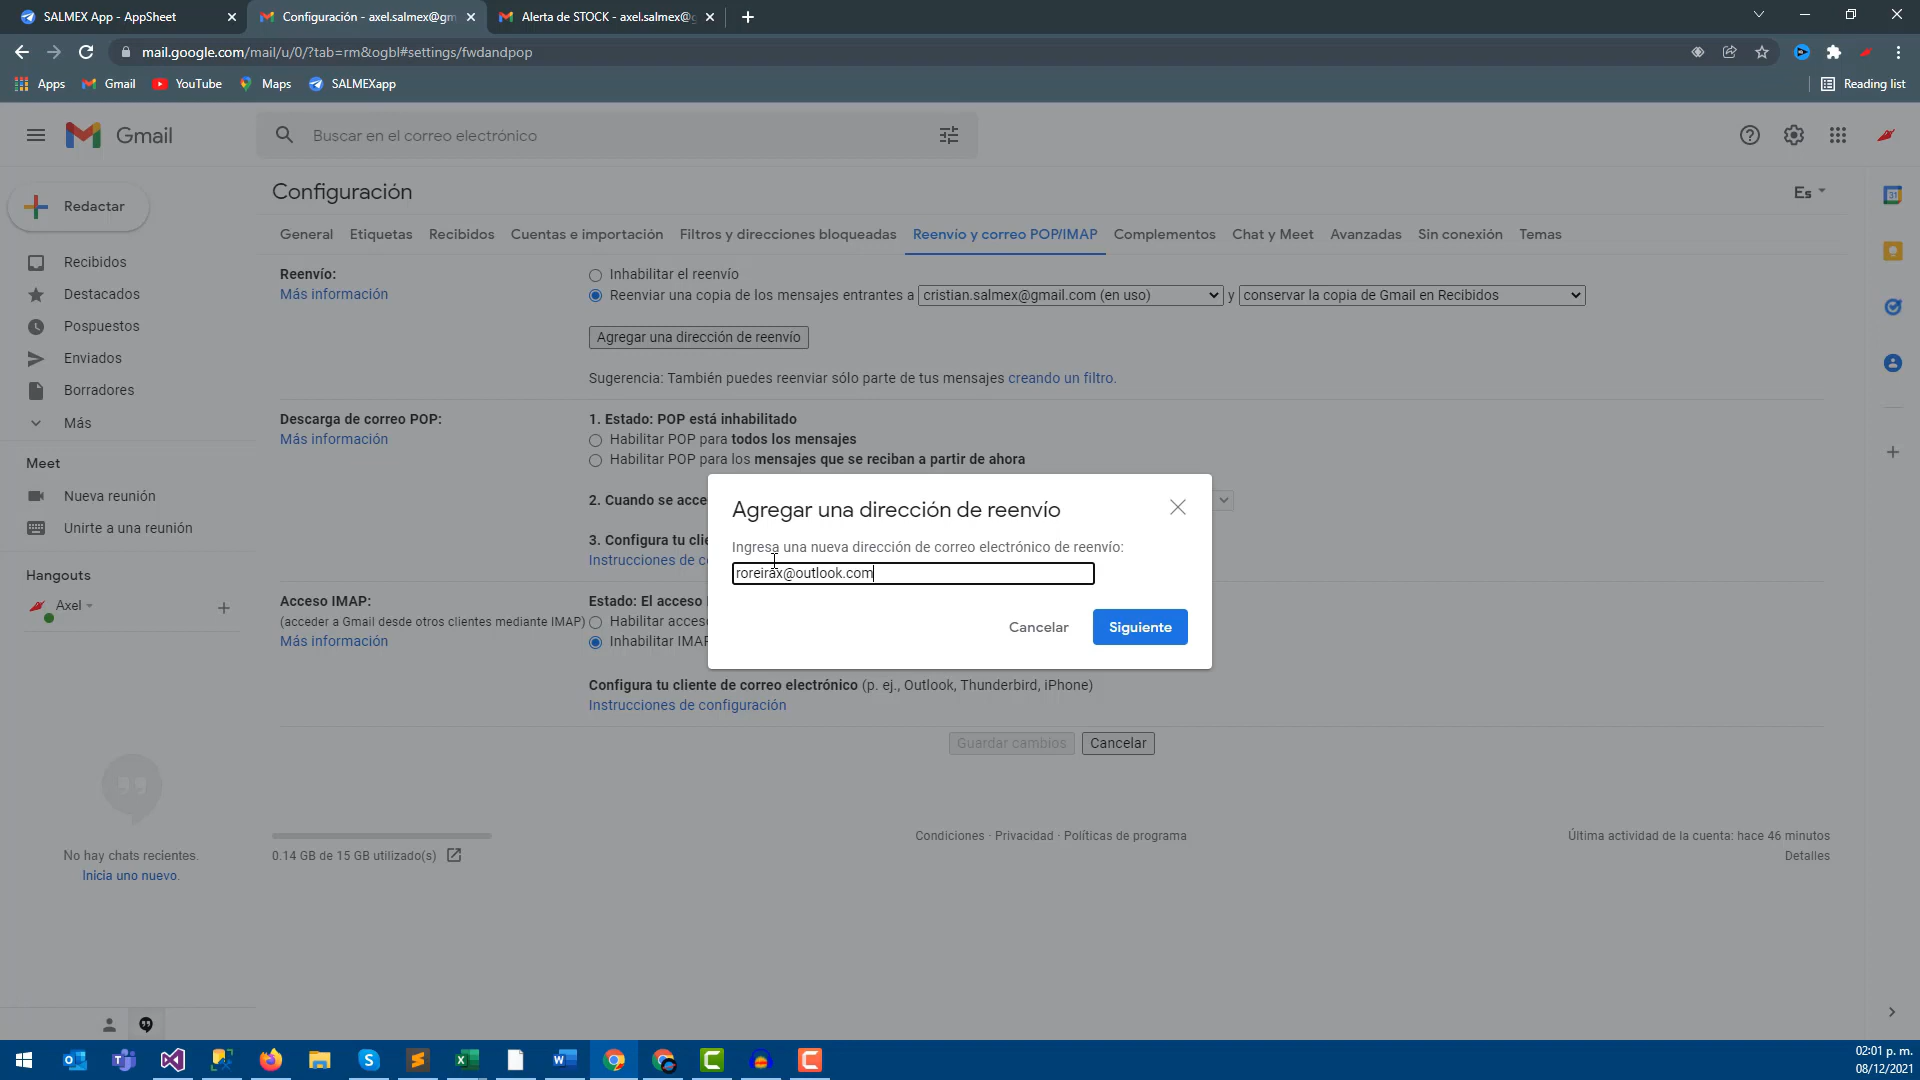 SALMEX App - AppSheet
Configuración - axel.salmex@gm
Alerta de STOCK - axel.salmex@g
mail.google.com/mail/u/0/?tab=rm&ogbl#settings/fwdandpop
Apps
Gmail
YouTube
Maps
SALMEXapp
Reading list
Gmail
Buscar en el correo electrónico
Redactar
Recibidos
Destacados
Pospuestos
Enviados
Borradores
Más
Meet
Nueva reunión
Unirte a una reunión
Hangouts
Axel
No hay chats recientes.
Inicia uno nuevo.
Configuración
Es
General
Etiquetas
Recibidos
Cuentas e importación
Filtros y direcciones bloqueadas
Reenvío y correo POP/IMAP
Complementos
Chat y Meet
Avanzadas
Sin conexión
Temas
Reenvío:
Más información
Inhabilitar el reenvío
Reenviar una copia de los mensajes entrantes a cristian.salmex@gmail.com (en uso) y conservar la copia de Gmail en Recibidos
Agregar una dirección de reenvío
Sugerencia: También puedes reenviar sólo parte de tus mensajes creando un filtro.
Descarga de correo POP:
Más información
1. Estado: POP está inhabilitado
Habilitar POP para todos los mensajes
Habilitar POP para los mensajes que se reciban a partir de ahora
2. Cuando se acce
3. Configura tu clie
Instrucciones de c
Agregar una dirección de reenvío
Ingresa una nueva dirección de correo electrónico de reenvío:
roreirax@outlook.com
Cancelar
Siguiente
Acceso IMAP:
(acceder a Gmail desde otros clientes mediante IMAP)
Más información
Estado: El acceso
Habilitar acces
Inhabilitar IMAP
Configura tu cliente de correo electrónico (p. ej., Outlook, Thunderbird, iPhone)
Instrucciones de configuración
Guardar cambios
Cancelar
0.14 GB de 15 GB utilizado(s)
Condiciones · Privacidad · Políticas de programa
Última actividad de la cuenta: hace 46 minutos
Detalles
02:01 p. m.
08/12/2021